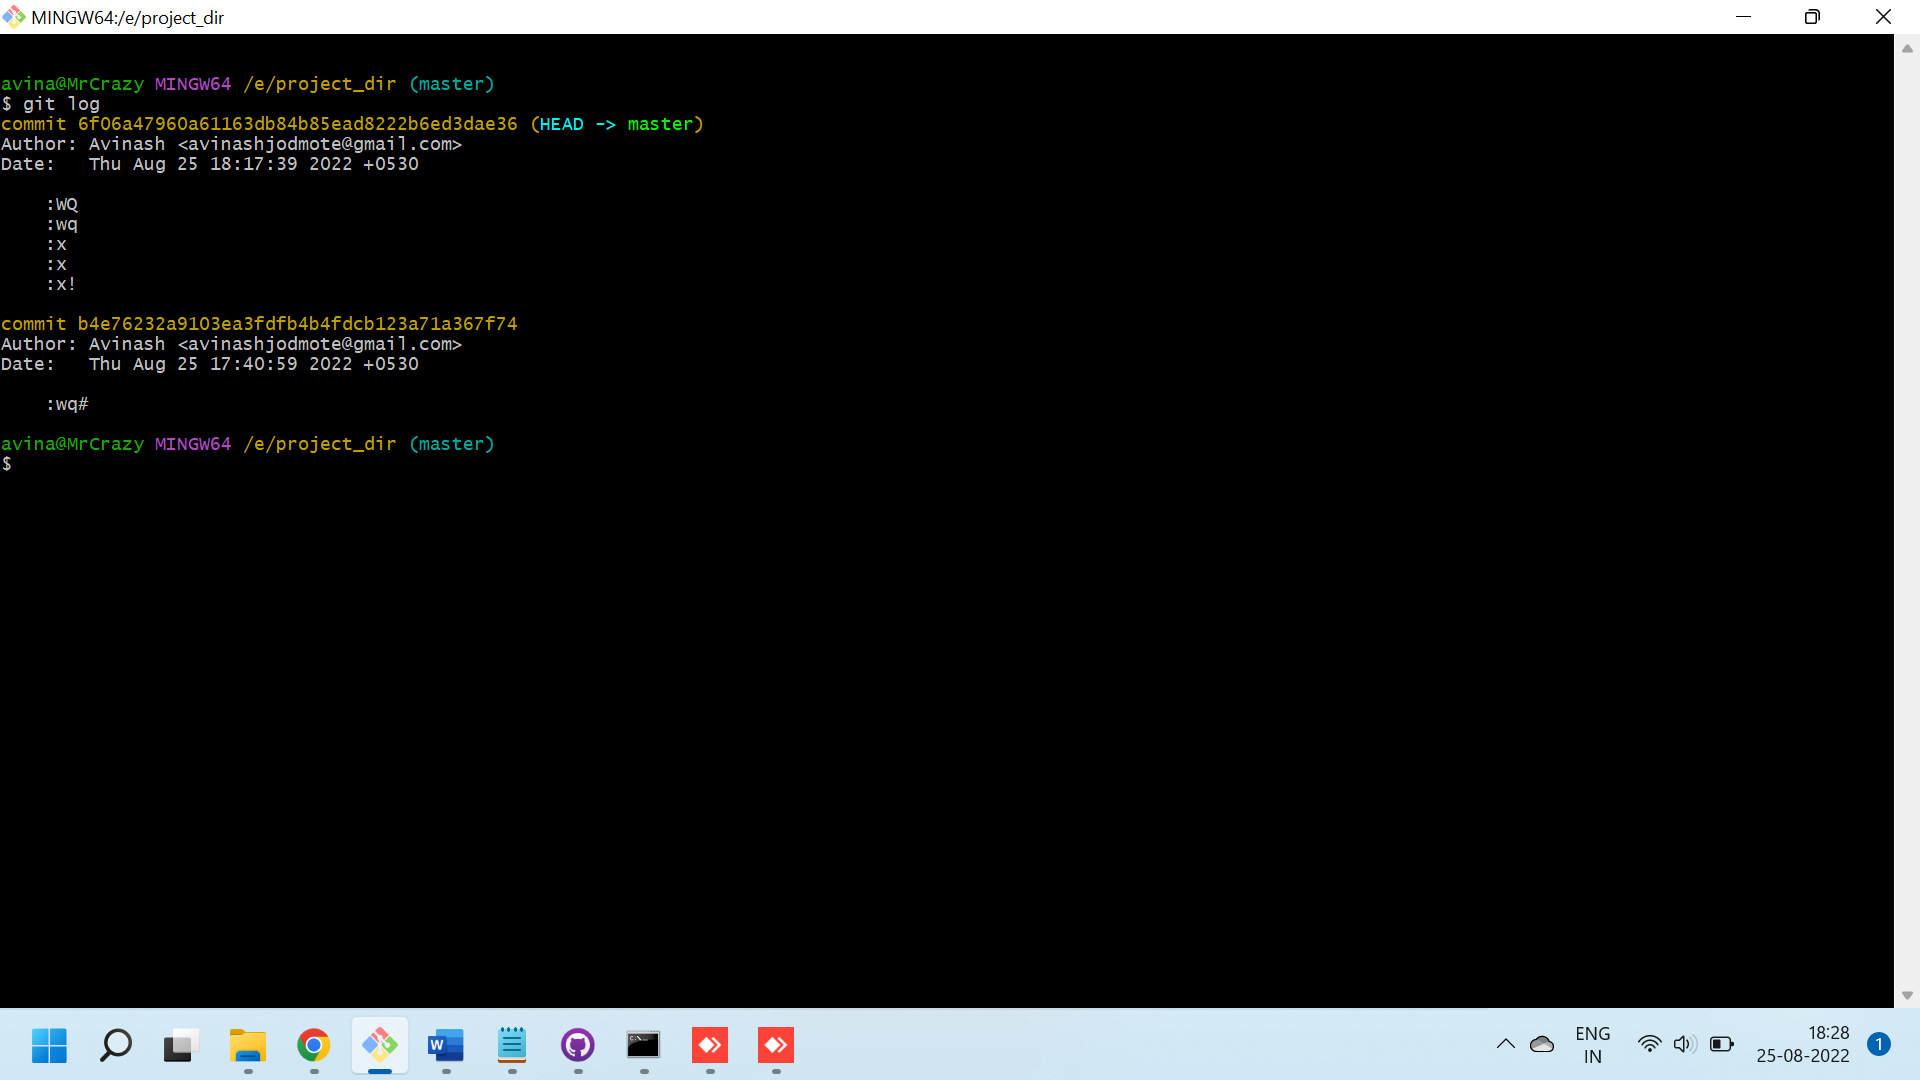 MINGW64:/e/project_dir
avina@MrCrazy MINGW64 /e/project_dir (master)
$ git log
commit 6f06a47960a61163db84b85ead8222b6ed3dae36 (HEAD -> master)
Author: Avinash <avinashjodmote@gmail.com>
Date:   Thu Aug 25 18:17:39 2022 +0530
:WQ
:wq
:x
:x
:x!
commit b4e76232a9103ea3fdfb4b4fdcb123a71a367f74
Author: Avinash <avinashjodmote@gmail.com>
Date:   Thu Aug 25 17:40:59 2022 +0530
:wq#
avina@MrCrazy MINGW64 /e/project_dir (master)
$
W
C:\
ENG
IN
18:28
25-08-2022
1